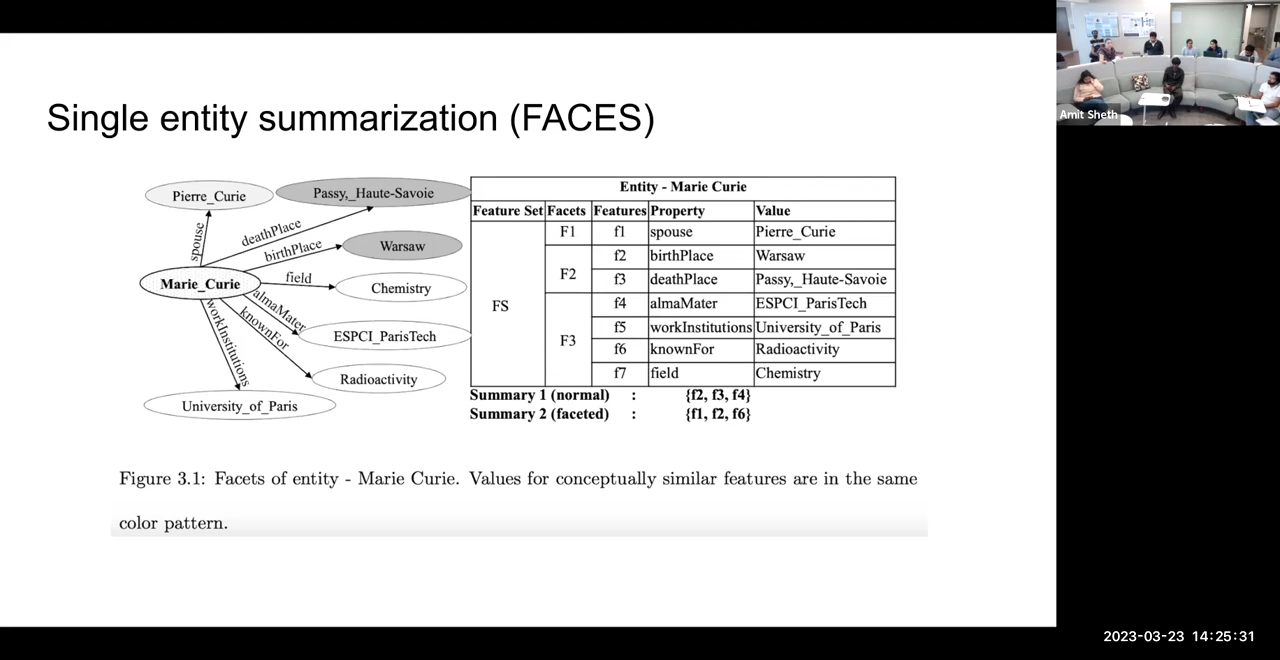 Single entity summarization (FACES)
Pierre_Curie
Passy,_Haute-Savoie
spouse
deathPlace
birthPlace
Warsaw
Marie_Curie
field
Chemistry
almaMater
ESPCI_ParisTech
knownFor
workInstitutions
Radioactivity
University_of_Paris
Entity - Marie Curie
Feature Set Facets Features Property Value
FS
F1 f1 spouse Pierre_Curie
F2 f2 birthPlace Warsaw
f3 deathPlace Passy,_Haute-Savoie
F3 f4 almaMater ESPCI_ParisTech
f5 workInstitutions University_of_Paris
f6 knownFor Radioactivity
f7 field Chemistry
Summary 1 (normal) : {f2, f3, f4}
Summary 2 (faceted) : {f1, f2, f6}
Figure 3.1: Facets of entity - Marie Curie. Values for conceptually similar features are in the same
color pattern.
Amit Sheth
2023-03-23 14:25:31